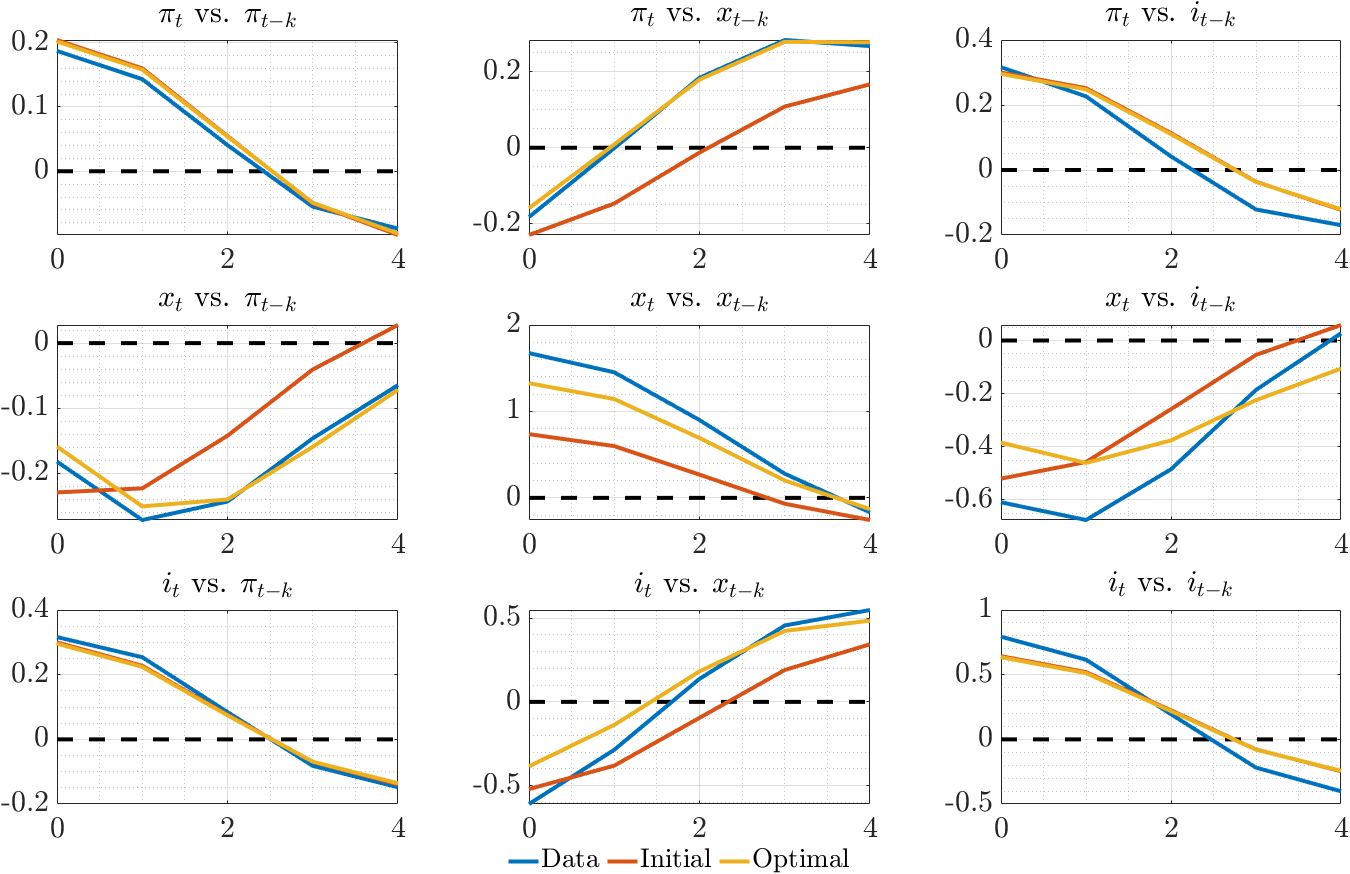 π_t vs. π_{t−k}
0.2
0.1
0
0 2 4
π_t vs. x_{t−k}
0.2
0
-0.2
0 2 4
π_t vs. i_{t−k}
0.4
0.2
0
-0.2
0 2 4
x_t vs. π_{t−k}
0
-0.1
-0.2
0 2 4
x_t vs. x_{t−k}
2
1
0
0 2 4
x_t vs. i_{t−k}
0
-0.2
-0.4
-0.6
0 2 4
i_t vs. π_{t−k}
0.4
0.2
0
-0.2
0 2 4
i_t vs. x_{t−k}
0.5
0
-0.5
0 2 4
i_t vs. i_{t−k}
1
0.5
0
-0.5
0 2 4
Data Initial Optimal